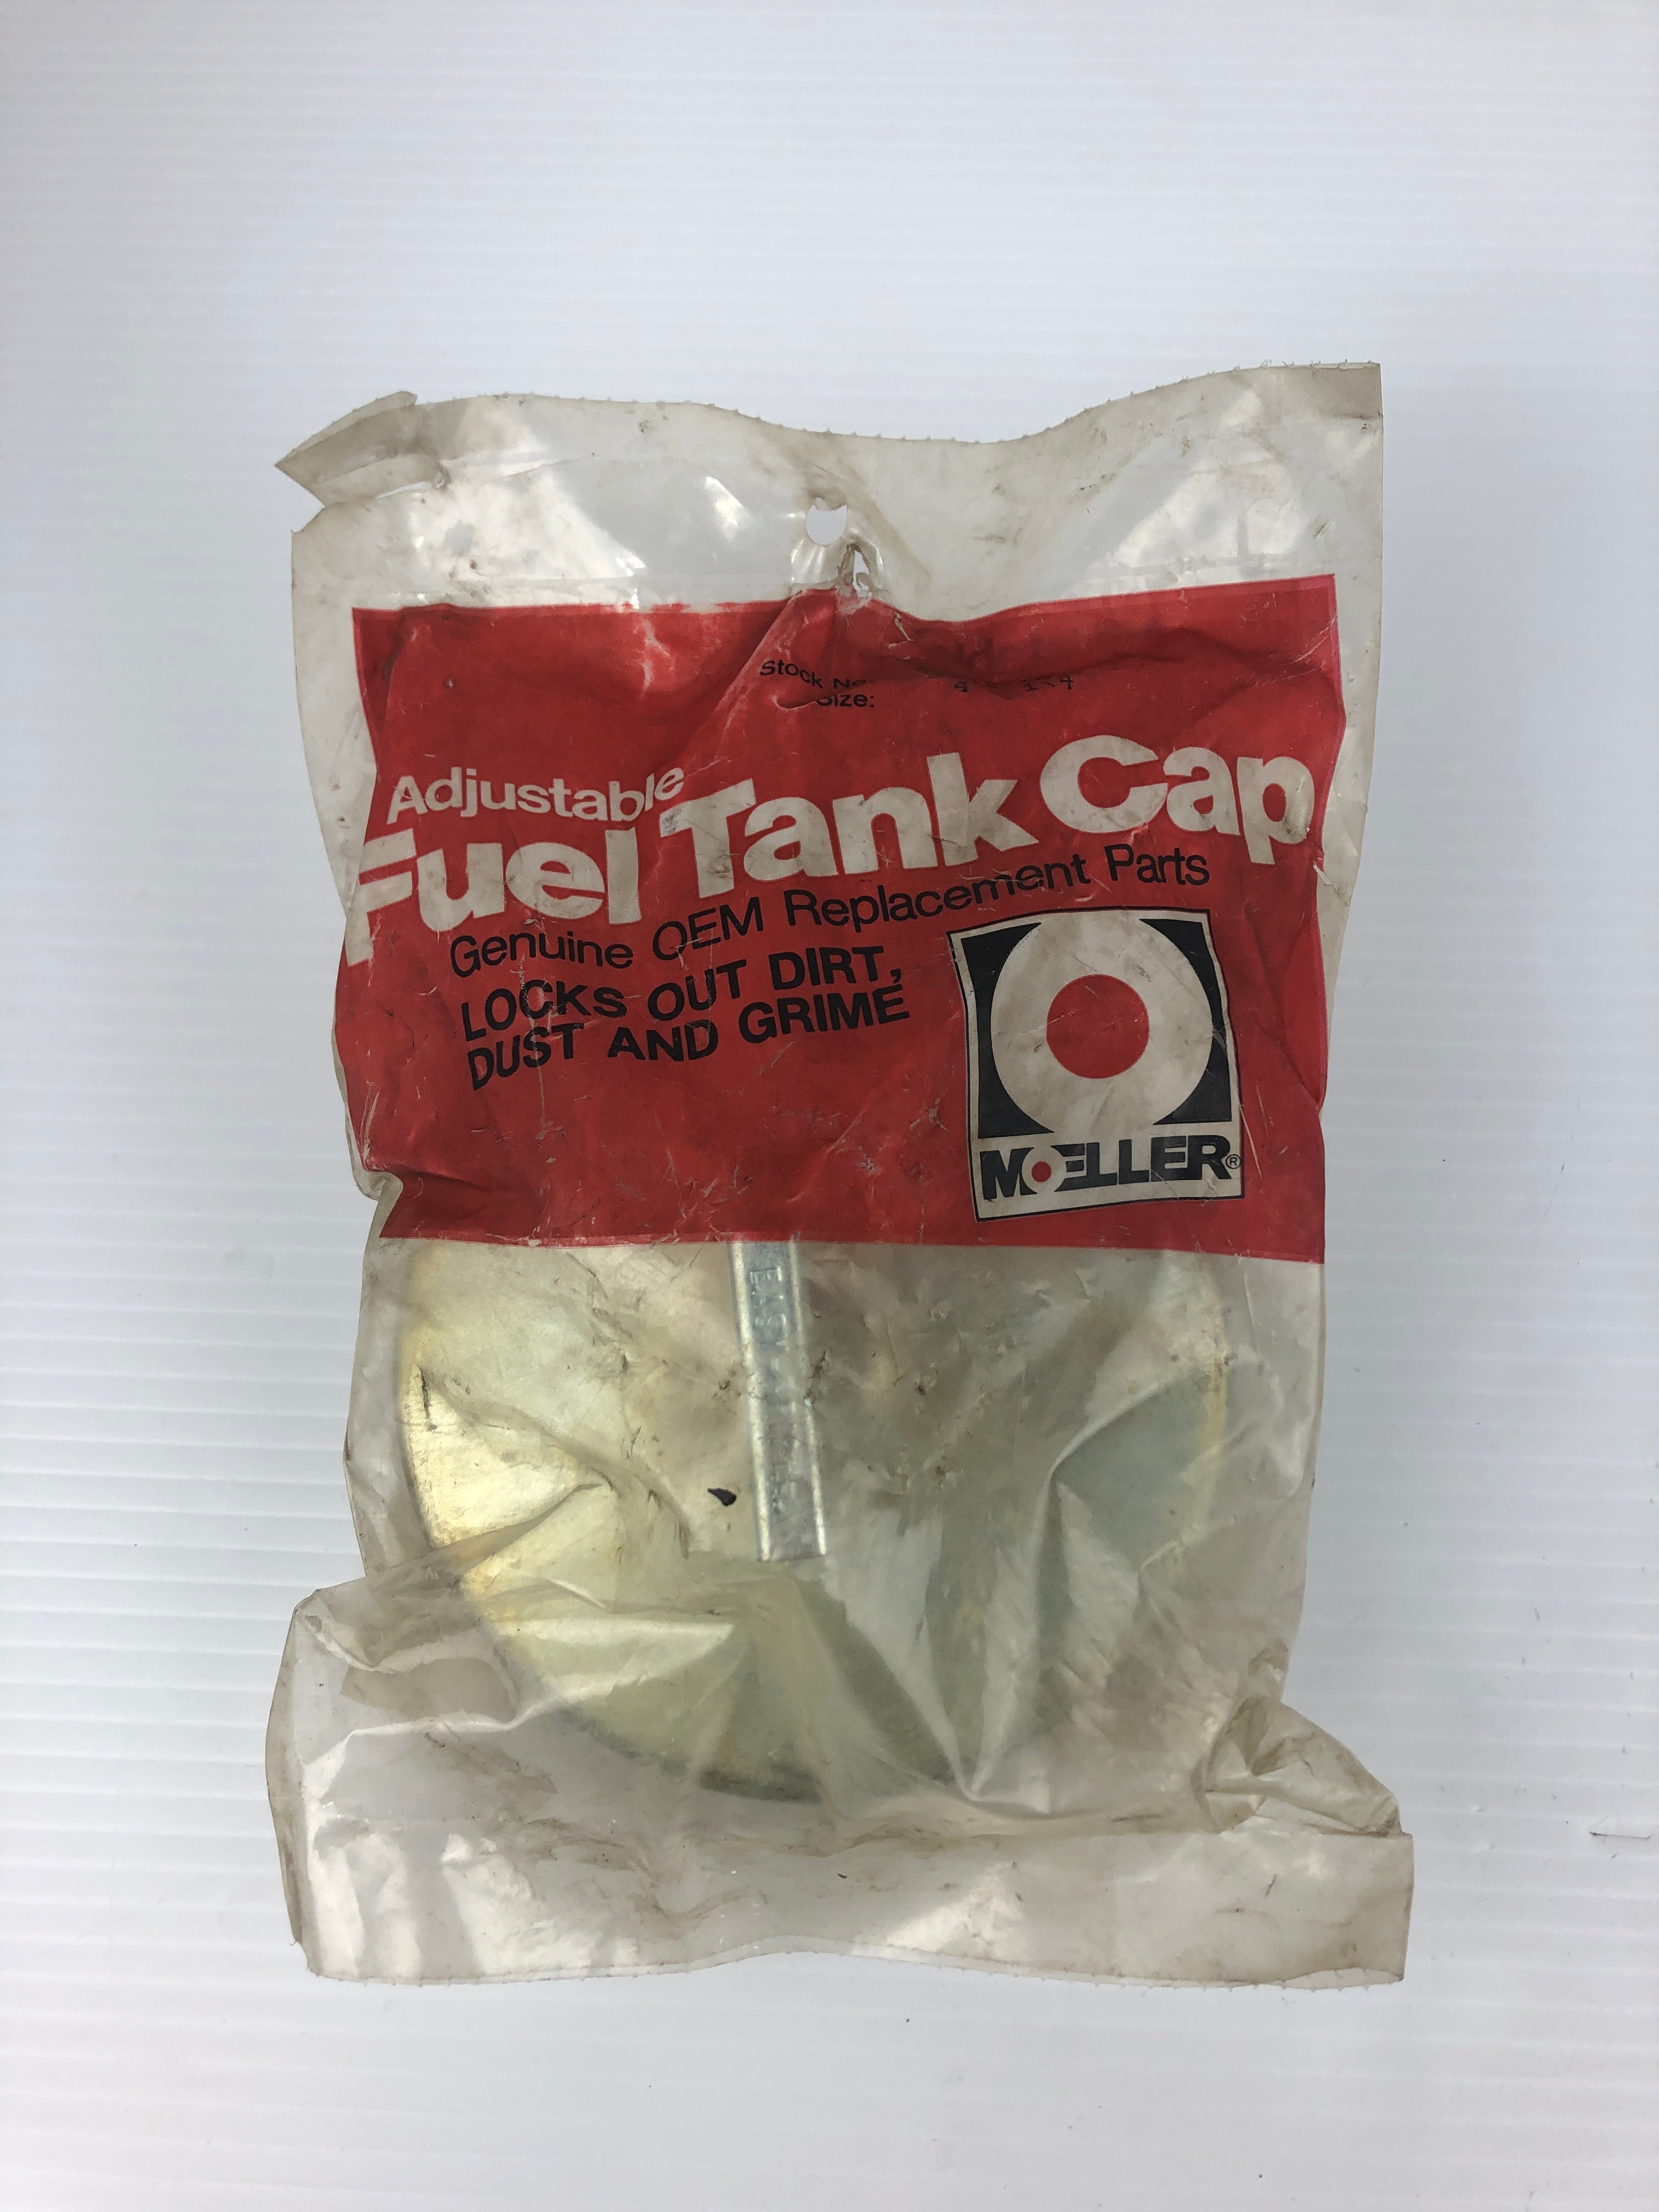 Stock No.
Size:
Adjustable
Fuel Tank Cap
Genuine OEM Replacement Parts
LOCKS OUT DIRT,
DUST AND GRIME
MOELLER®